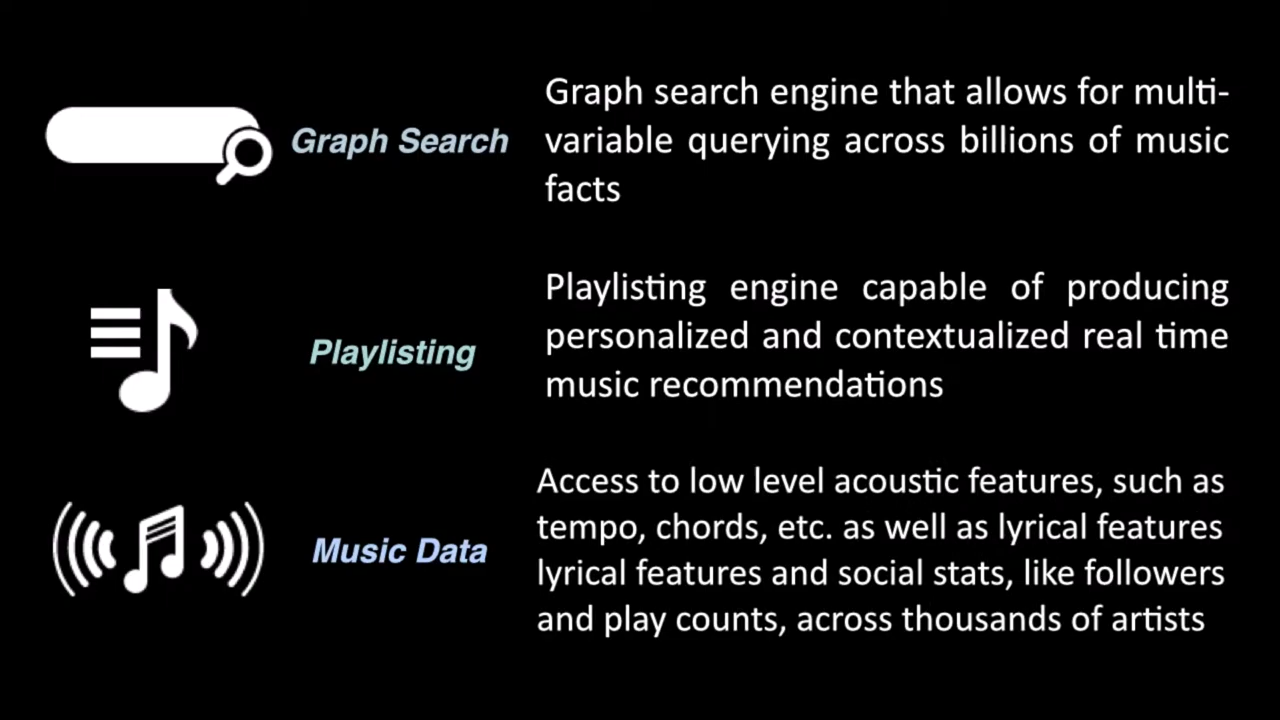 Graph Search
Graph search engine that allows for multi-
variable querying across billions of music
facts
Playlisting
Playlisting engine capable of producing
personalized and contextualized real time
music recommendations
Music Data
Access to low level acoustic features, such as
tempo, chords, etc. as well as lyrical features
lyrical features and social stats, like followers
and play counts, across thousands of artists